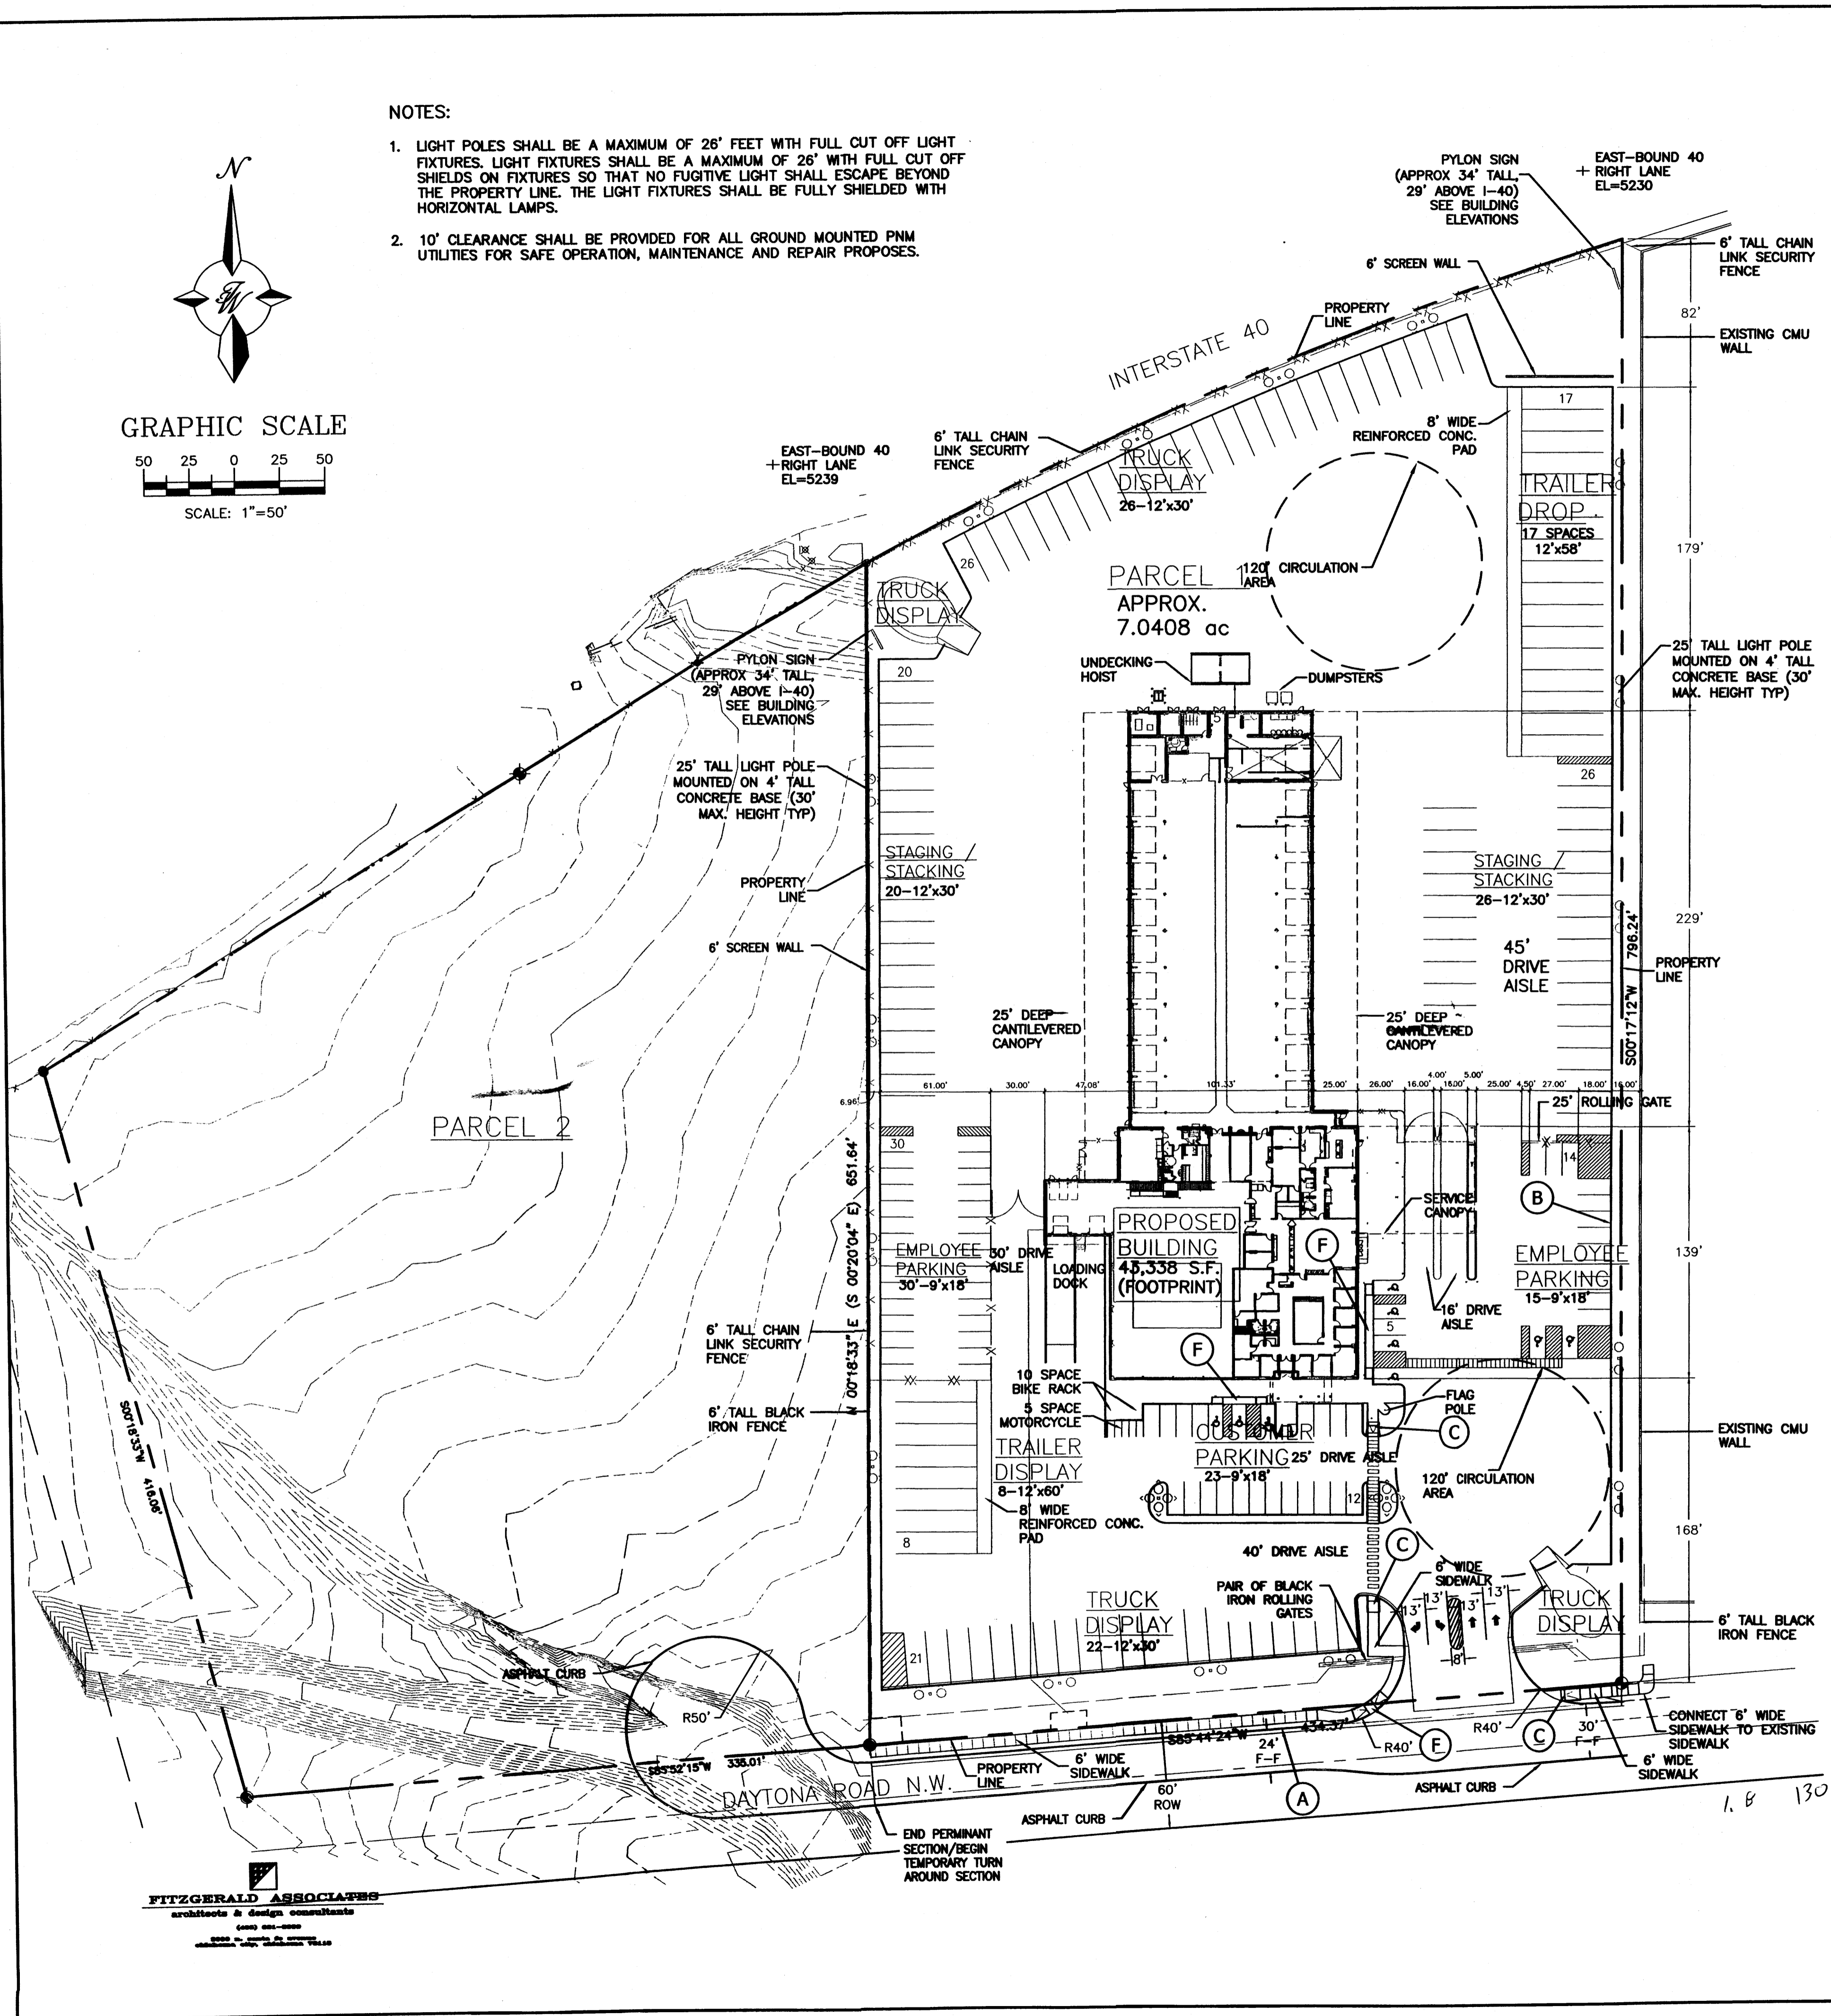 NOTES:
1. LIGHT POLES SHALL BE A MAXIMUM OF 26' FEET WITH FULL CUT OFF LIGHT
FIXTURES. LIGHT FIXTURES SHALL BE A MAXIMUM OF 26' WITH FULL CUT OFF
SHIELDS ON FIXTURES SO THAT NO FUGITIVE LIGHT SHALL ESCAPE BEYOND
THE PROPERTY LINE. THE LIGHT FIXTURES SHALL BE FULLY SHIELDED WITH
HORIZONTAL LAMPS.
2. 10' CLEARANCE SHALL BE PROVIDED FOR ALL GROUND MOUNTED PNM
UTILITIES FOR SAFE OPERATION, MAINTENANCE AND REPAIR PROPOSES.
N
GRAPHIC SCALE
50 25 0 25 50
SCALE: 1"=50'
PYLON SIGN
(APPROX 34' TALL,
29' ABOVE I-40)
SEE BUILDING
ELEVATIONS
EAST-BOUND 40
RIGHT LANE
EL=5230
6' TALL CHAIN
LINK SECURITY
FENCE
6' SCREEN WALL
PROPERTY
LINE
82'
EXISTING CMU
WALL
INTERSTATE 40
17
8' WIDE
REINFORCED CONC.
PAD
EAST-BOUND 40
RIGHT LANE
EL=5239
6' TALL CHAIN
LINK SECURITY
FENCE
TRUCK
DISPLAY
26-12'x30'
TRAILER
DROP
17 SPACES
12'x58'
179'
26
PARCEL 1
APPROX.
7.0408 ac
120' CIRCULATION
AREA
TRUCK
DISPLAY
UNDECKING
HOIST
DUMPSTERS
25' TALL LIGHT POLE
MOUNTED ON 4' TALL
CONCRETE BASE (30'
MAX. HEIGHT TYP)
PYLON SIGN
(APPROX 34' TALL,
29' ABOVE I-40)
SEE BUILDING
ELEVATIONS
20
5
25' TALL LIGHT POLE
MOUNTED ON 4' TALL
CONCRETE BASE (30'
MAX. HEIGHT TYP)
26
STAGING /
STACKING
20-12'x30'
STAGING /
STACKING
26-12'x30'
PROPERTY
LINE
229'
6' SCREEN WALL
45'
DRIVE
AISLE
S00°17'12"W 796.24'
PROPERTY
LINE
25' DEEP
CANTILEVERED
CANOPY
25' DEEP
CANTILEVERED
CANOPY
6.96' 61.00' 30.00' 47.08' 101.33' 25.00' 26.00' 16.00' 4.00' 16.00' 5.00' 25.00' 4.50' 27.00' 18.00' 16.00'
25' ROLLING GATE
PARCEL 2
30
14
B
SERVICE
CANOPY
N 00°18'33" E (S 00°20'04" E) 651.64'
EMPLOYEE
PARKING
30'-9'x18'
30' DRIVE
AISLE
LOADING
DOCK
PROPOSED
BUILDING
43,338 S.F.
(FOOTPRINT)
F
EMPLOYEE
PARKING
15-9'x18'
139'
16' DRIVE
AISLE
5
6' TALL CHAIN
LINK SECURITY
FENCE
F
10 SPACE
BIKE RACK
5 SPACE
MOTORCYCLE
FLAG
POLE
C
6' TALL BLACK
IRON FENCE
S00°18'33"W 416.06'
TRAILER
DISPLAY
8-12'x60'
CUSTOMER
PARKING
23-9'x18'
25' DRIVE AISLE
EXISTING CMU
WALL
120' CIRCULATION
AREA
12
8' WIDE
REINFORCED CONC.
PAD
8
168'
40' DRIVE AISLE
C
6' WIDE
SIDEWALK
PAIR OF BLACK
IRON ROLLING
GATES
13' 13' 13' 13'
8'
TRUCK
DISPLAY
22-12'x30'
TRUCK
DISPLAY
6' TALL BLACK
IRON FENCE
21
ASPHALT CURB
R50'
S85°52'15"W 336.01'
S85°44'24"W 434.37'
24'
F-F
R40'
F
R40'
C
30'
F-F
CONNECT 6' WIDE
SIDEWALK TO EXISTING
SIDEWALK
6' WIDE
SIDEWALK
PROPERTY
LINE
6' WIDE
SIDEWALK
DAYTONA ROAD N.W.
60'
ROW
A
ASPHALT CURB
ASPHALT CURB
1.8 130
END PERMINANT
SECTION/BEGIN
TEMPORARY TURN
AROUND SECTION
FITZGERALD ASSOCIATES
architects & design consultants